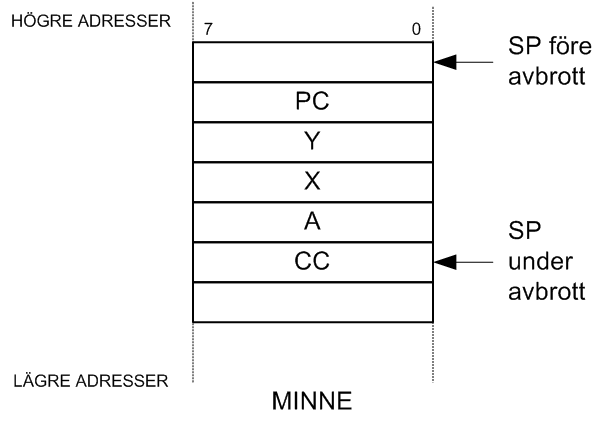 HÖGRE ADRESSER
7 0
SP före
avbrott
PC
Y
X
A
SP
under
avbrott
CC
LÄGRE ADRESSER
MINNE